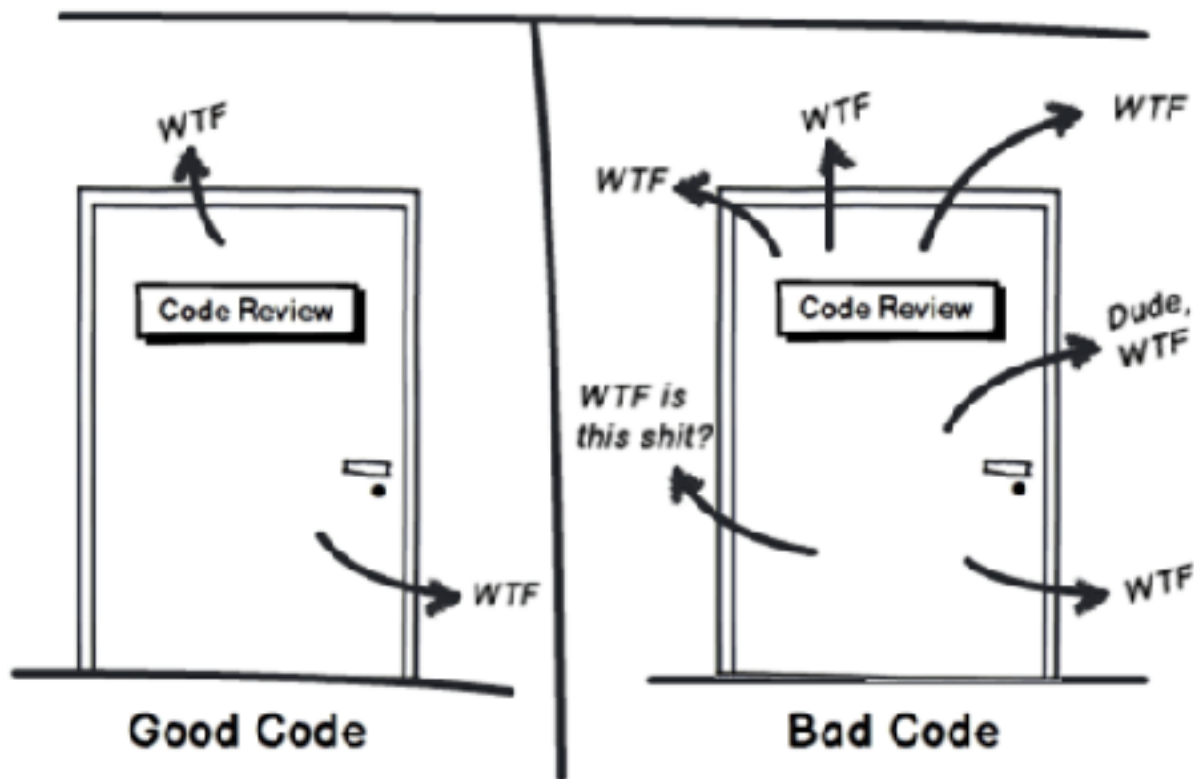 WTF
Code Review
WTF
Good Code
WTF
WTF
WTF
Code Review
Dude,
WTF
WTF is
this shit?
WTF
Bad Code